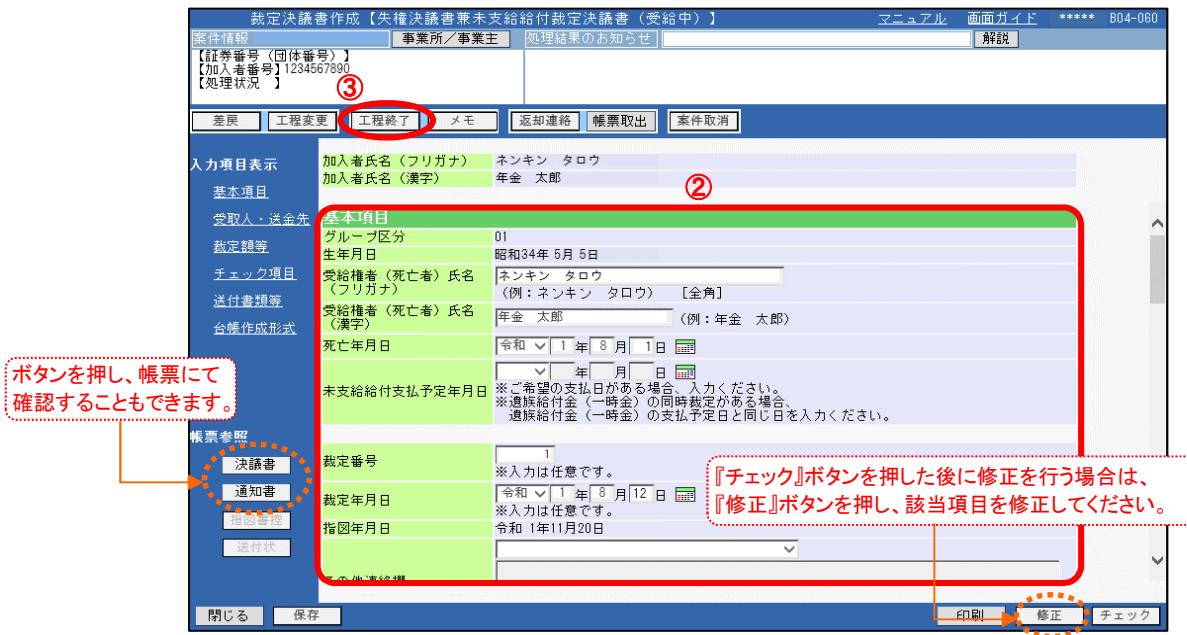 裁定決議書作成【失権決議書兼未支給給付裁定決議書（受給中）】 マニュアル 画面ガイド ***** B04-060
案件情報 事業所／事業主 処理結果のお知らせ 解説
【証券番号（団体番号）】
【加入者番号】1234567890
【処理状況　】
③
差戻 工程変更 工程終了 メモ 返却連絡 帳票取出 案件取消
入力項目表示
基本項目
受取人・送金先
裁定額等
チェック項目
送付書類等
台帳作成形式
加入者氏名（フリガナ） ネンキン　タロウ
加入者氏名（漢字） 年金　太郎
②
基本項目
グループ区分 01
生年月日 昭和34年 5月 5日
受給権者（死亡者）氏名（フリガナ） ネンキン　タロウ
（例：ネンキン　タロウ） [全角]
受給権者（死亡者）氏名（漢字） 年金　太郎 （例：年金　太郎）
死亡年月日 令和 1 年 8 月 1 日
未支給給付支払予定年月日 年 月 日
※ご希望の支払日がある場合、入力ください。
※遺族給付金（一時金）の同時裁定がある場合、
遺族給付金（一時金）の支払予定日と同じ日を入力ください。
裁定番号 1
※入力は任意です。
裁定年月日 令和 1 年 8 月 12 日
※入力は任意です。
指図年月日 令和 1年11月20日
その他連絡欄
ボタンを押し、帳票にて
確認することもできます。
帳票参照
決議書
通知書
指図書控
送付状
『チェック』ボタンを押した後に修正を行う場合は、
『修正』ボタンを押し、該当項目を修正してください。
閉じる 保存 印刷 修正 チェック